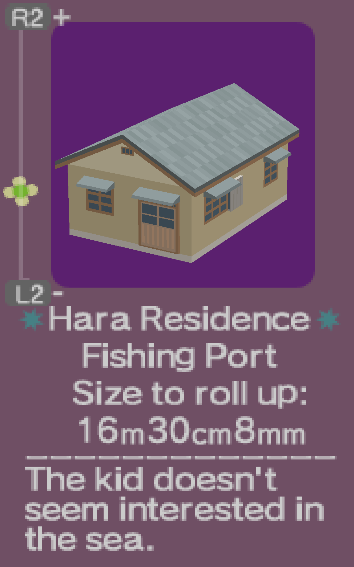 R2 +
L2 -
Hara Residence
Fishing Port
Size to roll up:
16m30cm8mm
The kid doesn't
seem interested in
the sea.